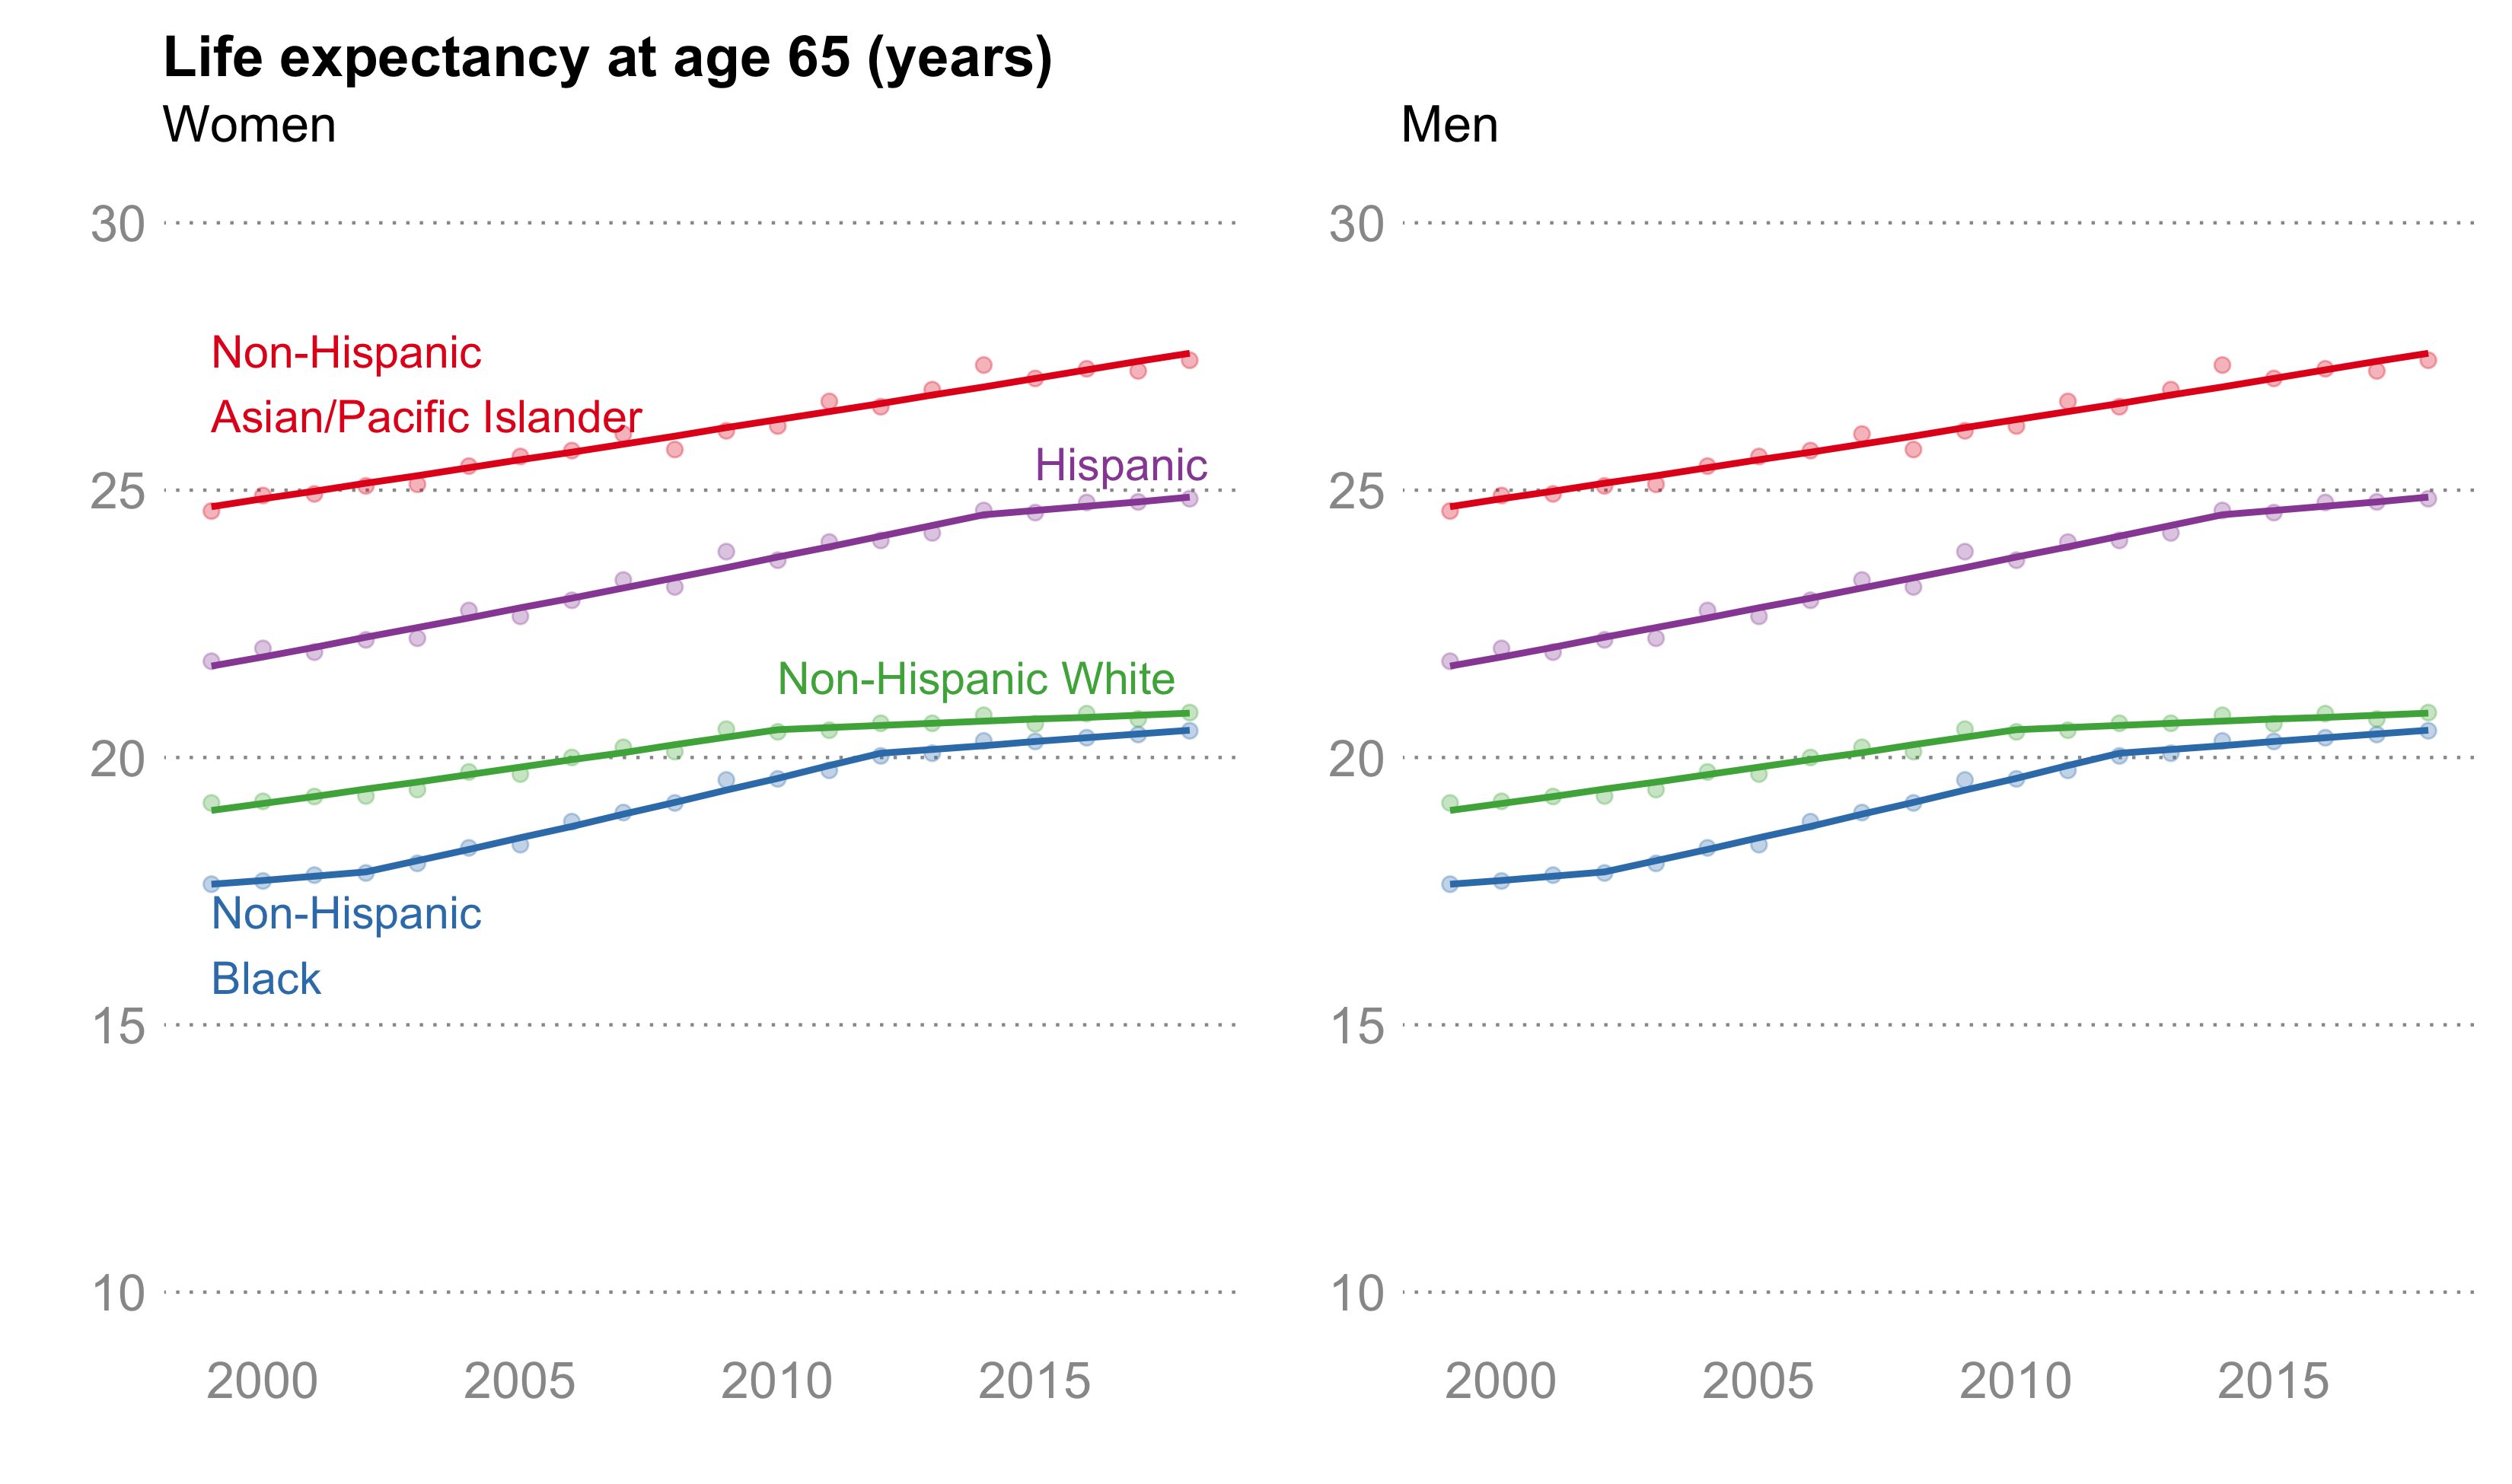 Life expectancy at age 65 (years)
Women
Men
30
30
Non-Hispanic
Asian/Pacific Islander
Hispanic
25
25
Non-Hispanic White
20
20
Non-Hispanic
Black
15
15
10
10
2000 2005 2010 2015
2000 2005 2010 2015